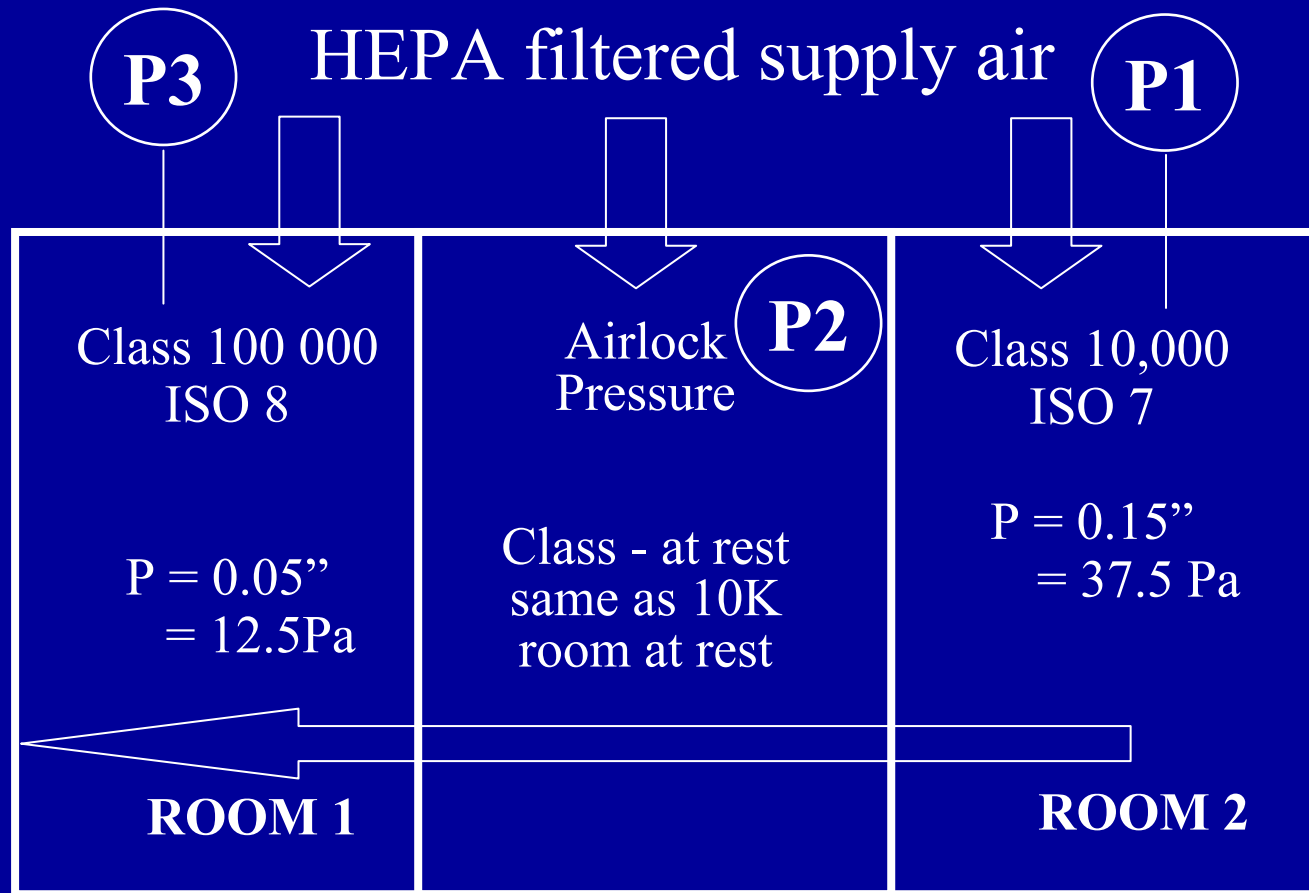 HEPA filtered supply air
P3
P1
Class 100 000
ISO 8
P = 0.05”
= 12.5Pa
Airlock
Pressure
P2
Class - at rest
same as 10K
room at rest
Class 10,000
ISO 7
P = 0.15”
= 37.5 Pa
ROOM 1
ROOM 2